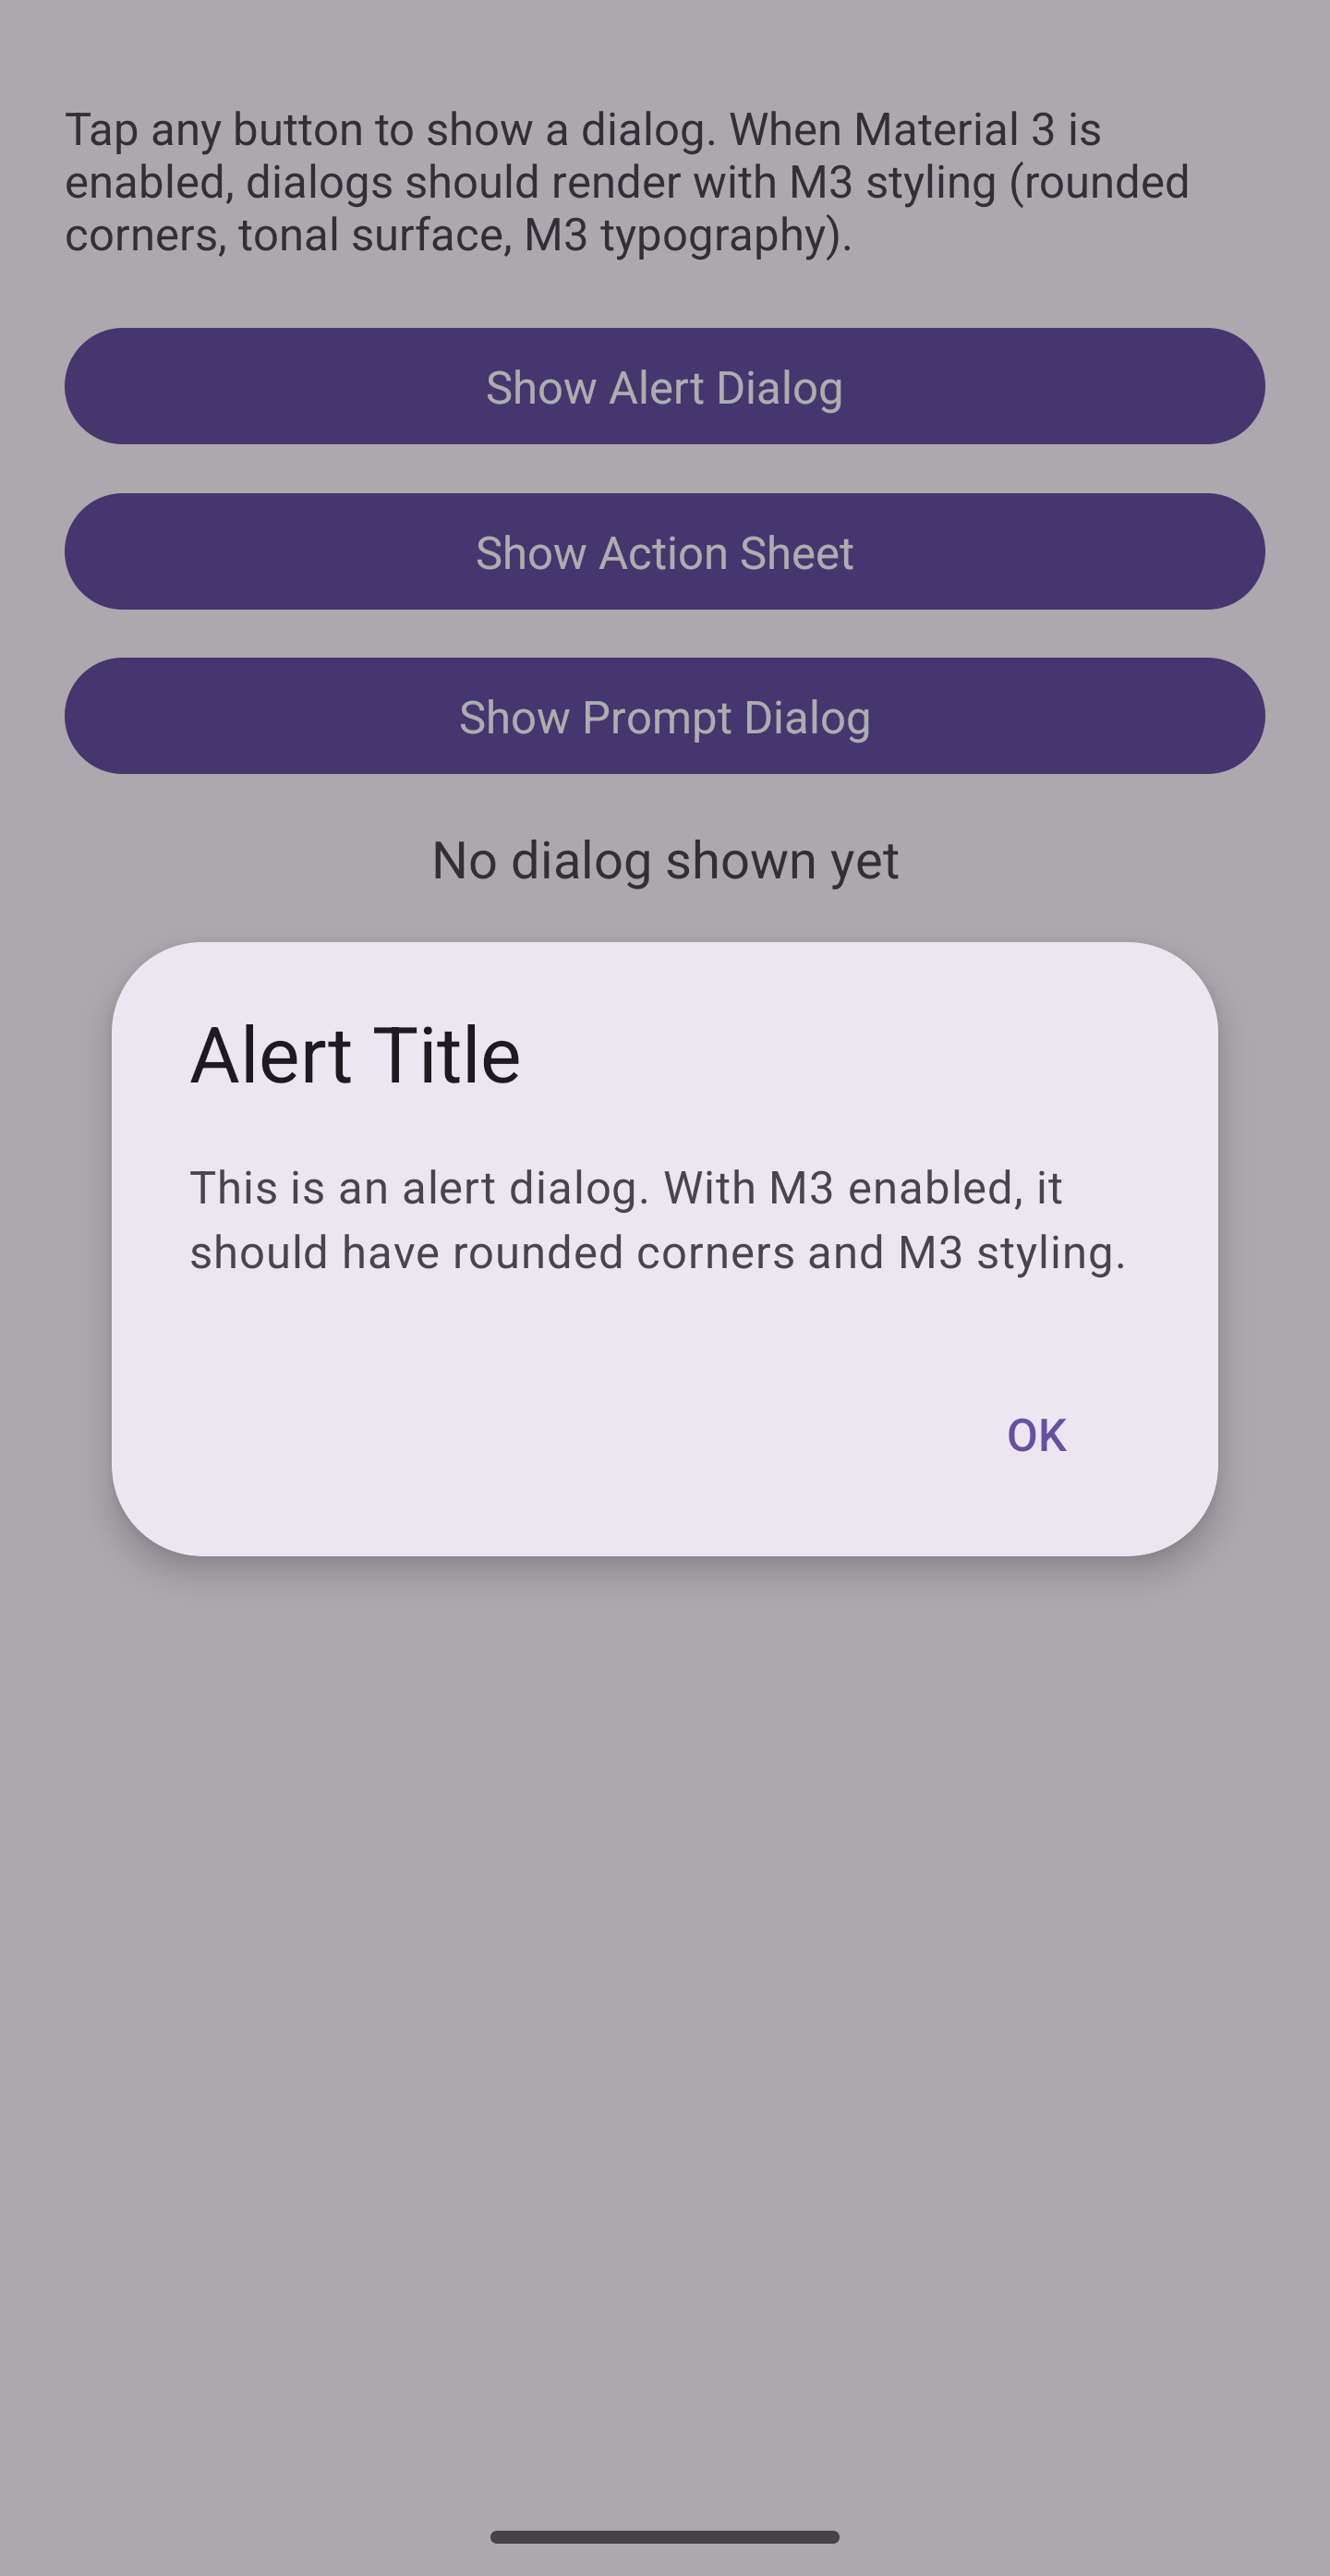 Tap any button to show a dialog. When Material 3 is
enabled, dialogs should render with M3 styling (rounded
corners, tonal surface, M3 typography).
Show Alert Dialog
Show Action Sheet
Show Prompt Dialog
No dialog shown yet
Alert Title
This is an alert dialog. With M3 enabled, it
should have rounded corners and M3 styling.
OK